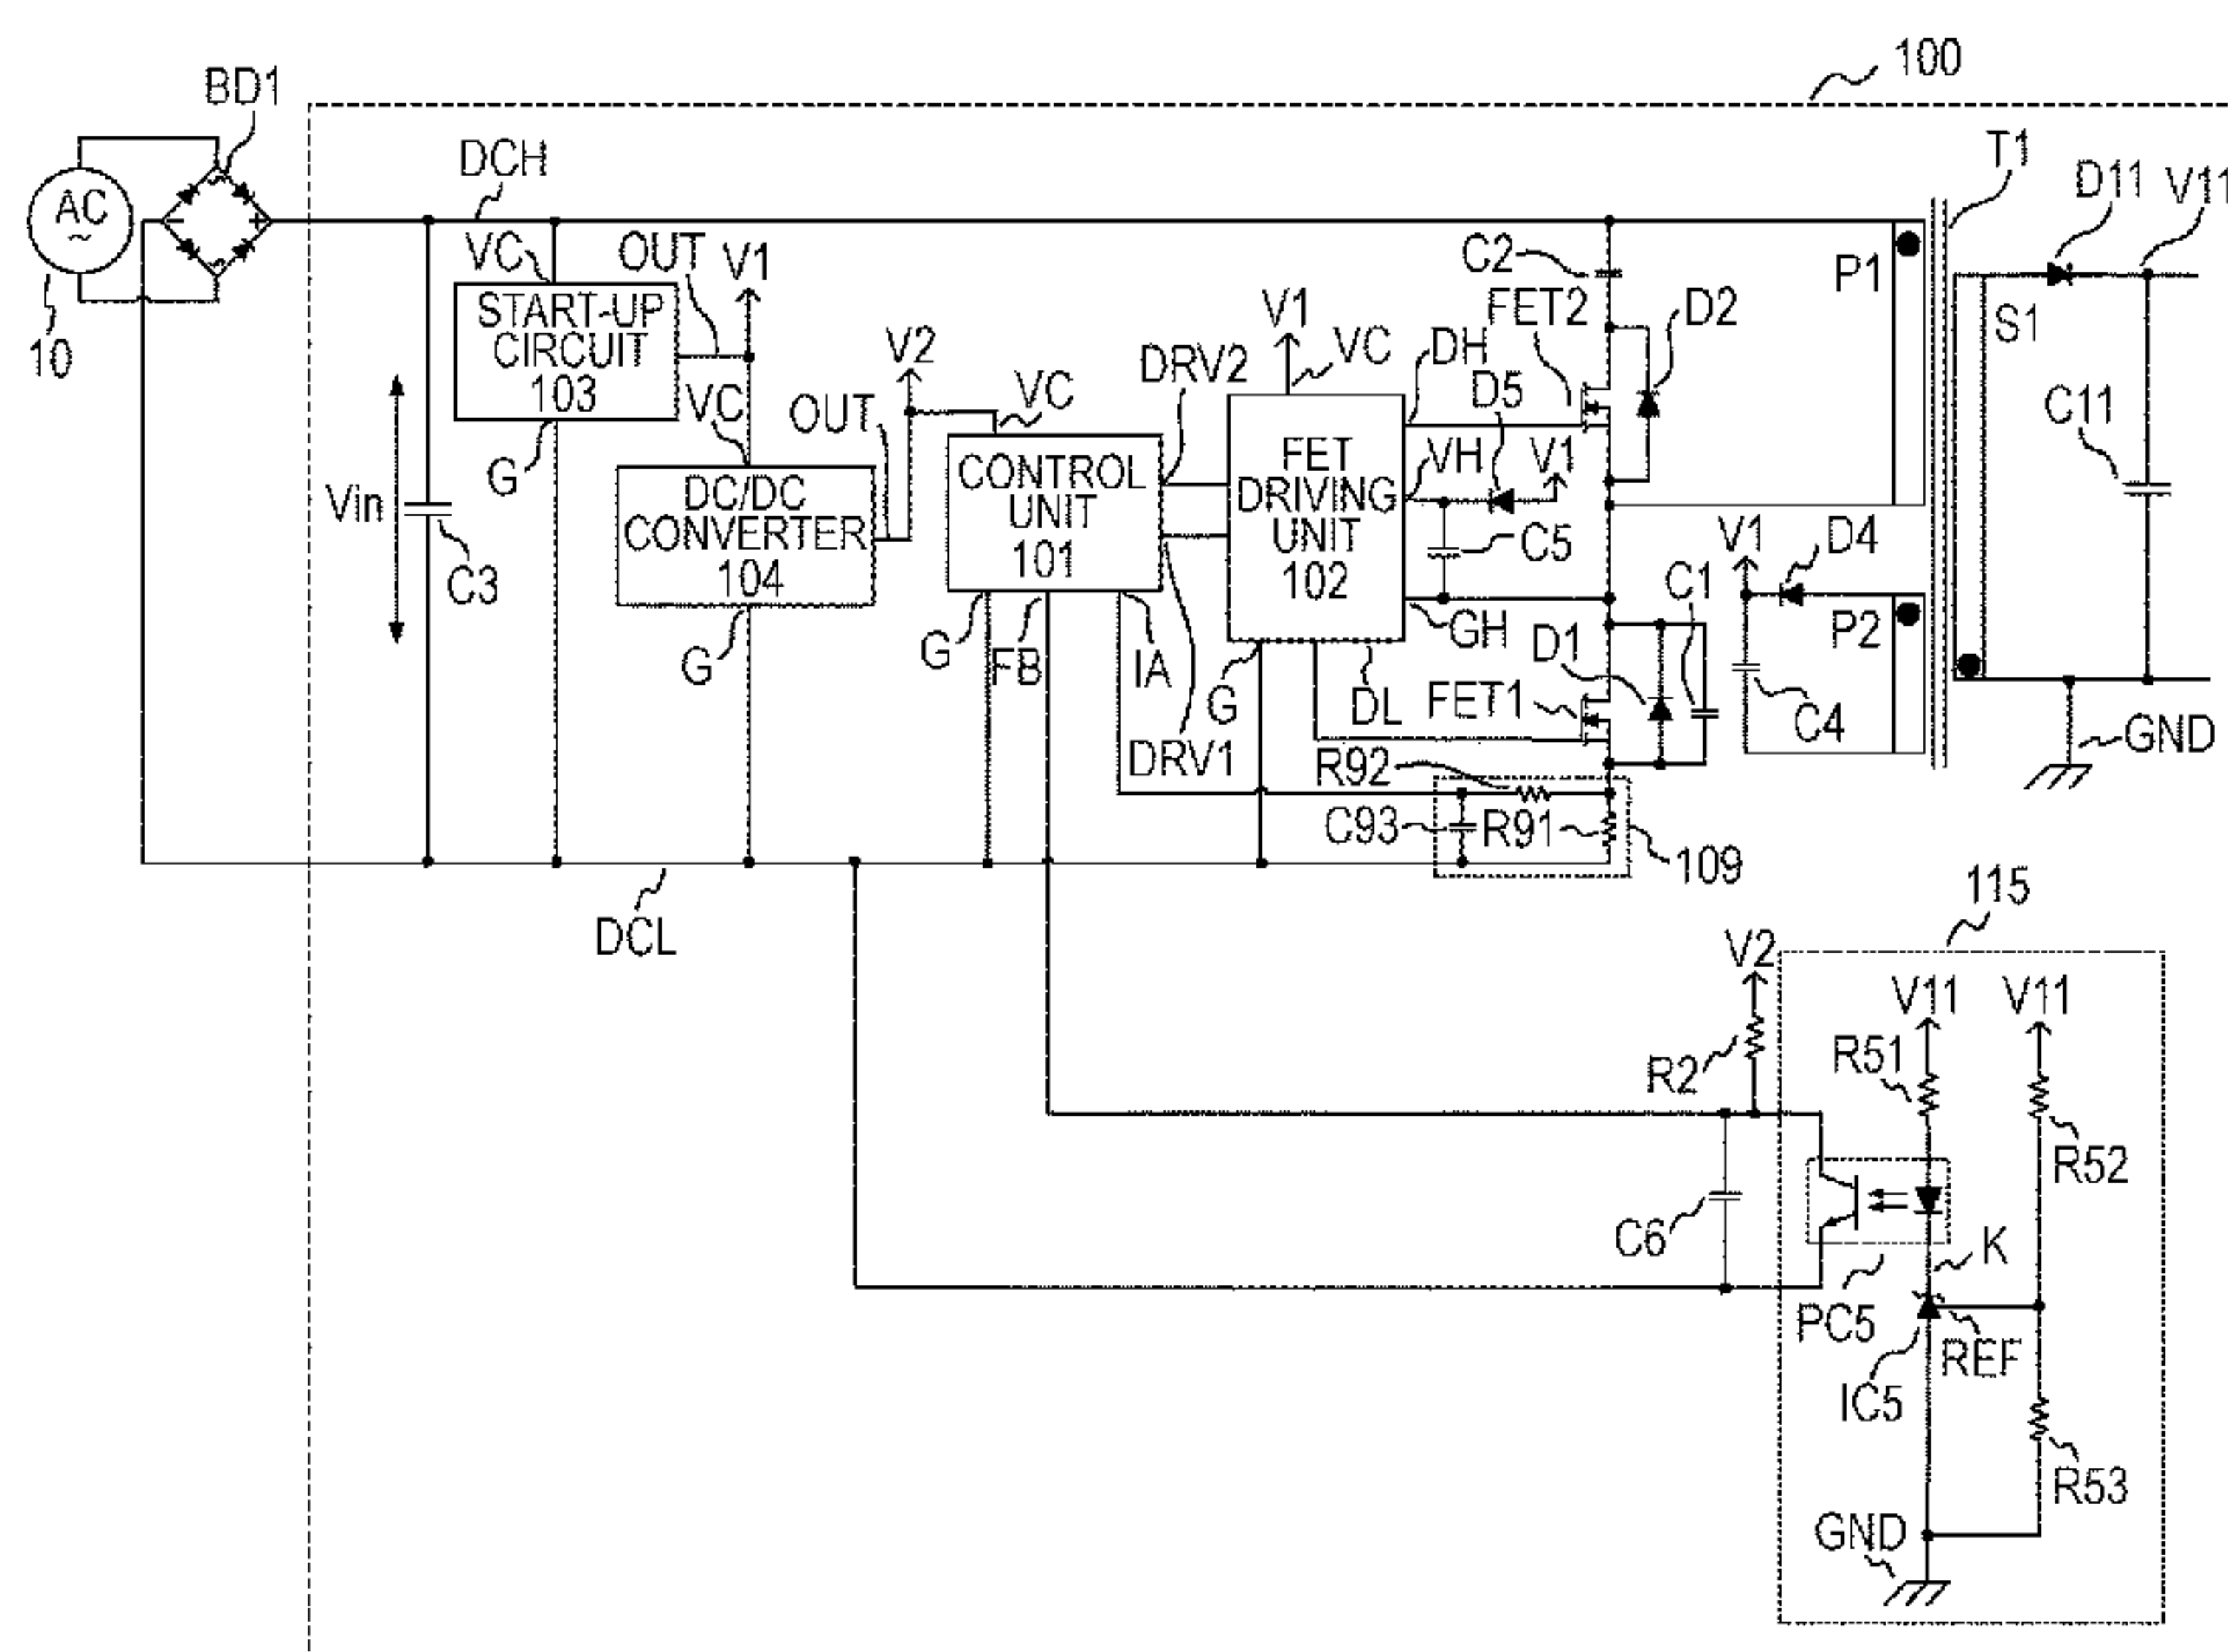 100
BD1
DCH
T1
D11
V11
AC
~
10
VC
OUT
V1
START-UP
CIRCUIT
103
G
C2
FET2
D2
P1
S1
V2
V1
VC
DH
D5
DRV2
VC
OUT
VC
C11
Vin
C3
DC/DC
CONVERTER
104
G
CONTROL
UNIT
101
FET
DRIVING
UNIT
102
VH
V1
C5
V1
D4
C1
P2
G
FB
IA
GH
D1
G
DL
FET1
C4
GND
DRV1
R92
C93
R91
109
DCL
115
V2
V11
V11
R51
R2
R52
C6
K
PC5
REF
IC5
R53
GND